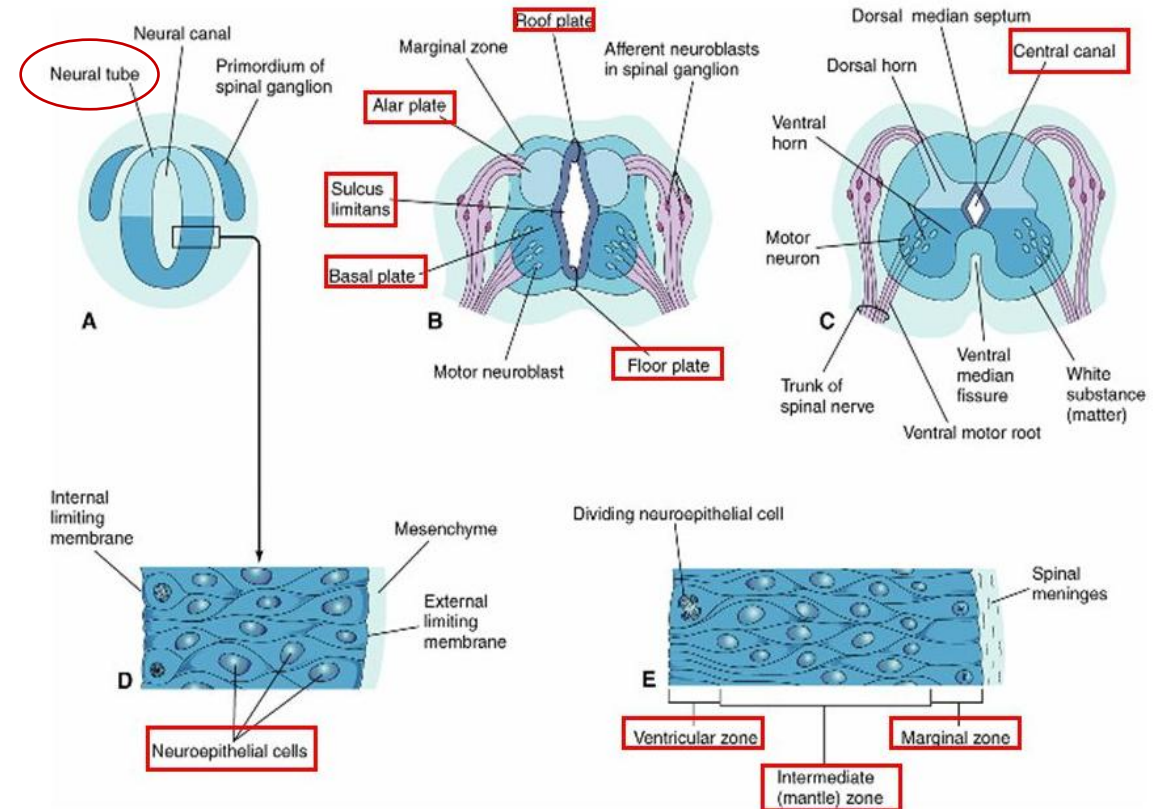 Neural canal
Neural tube
Primordium of
spinal ganglion
A
Roof plate
Marginal zone
Afferent neuroblasts
in spinal ganglion
Alar plate
Sulcus
limitans
Basal plate
B
Motor neuroblast
Floor plate
Dorsal median septum
Central canal
Dorsal horn
Ventral
horn
Motor
neuron
C
Trunk of
spinal nerve
Ventral
median
fissure
White
substance
(matter)
Ventral motor root
Internal
limiting
membrane
Mesenchyme
External
limiting
membrane
D
Neuroepithelial cells
Dividing neuroepithelial cell
Spinal
meninges
E
Ventricular zone
Marginal zone
Intermediate
(mantle) zone